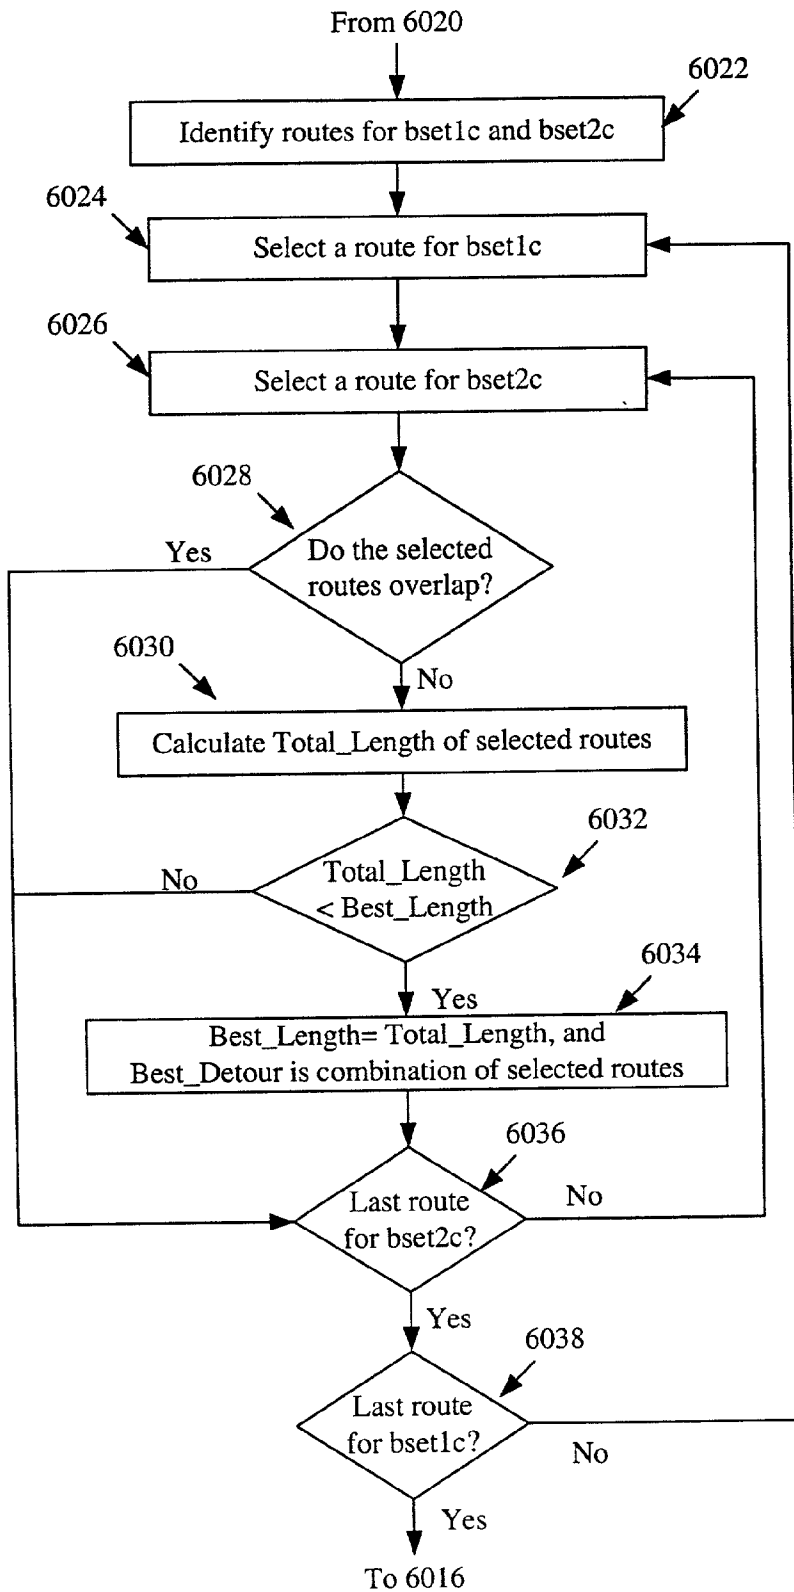 From 6020
6022
Identify routes for bset1c and bset2c
6024
Select a route for bset1c
6026
Select a route for bset2c
6028
Yes
Do the selected
routes overlap?
6030
No
Calculate Total_Length of selected routes
6032
No
Total_Length
< Best_Length
6034
Yes
Best_Length= Total_Length, and
Best_Detour is combination of selected routes
6036
Last route
for bset2c?
No
Yes
6038
Last route
for bset1c?
No
Yes
To 6016